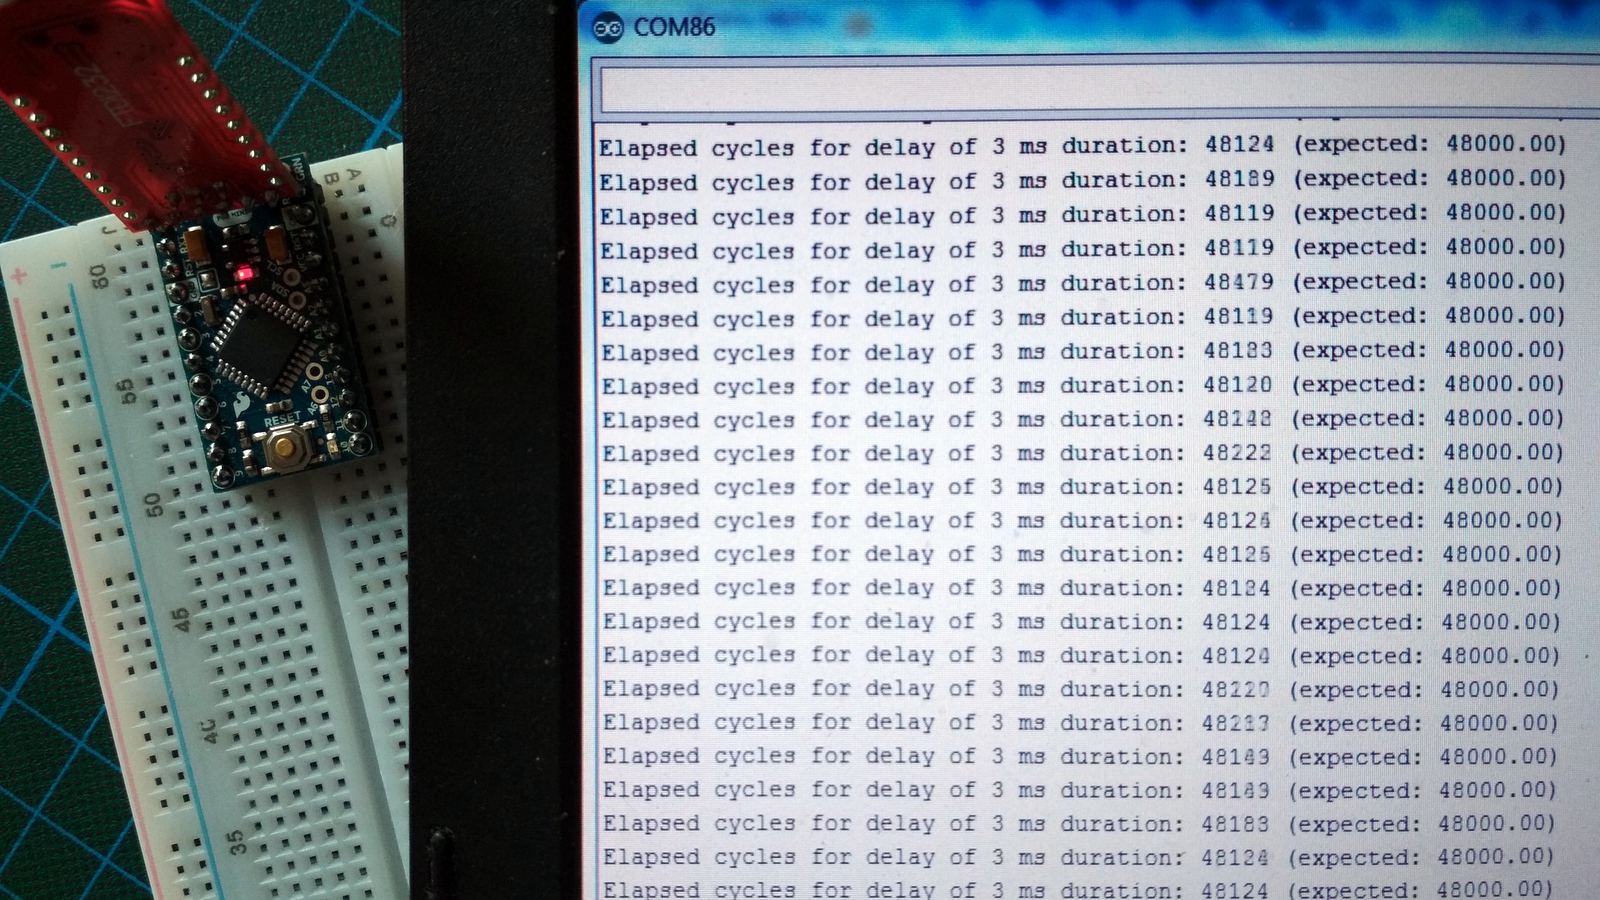 COM86
Elapsed cycles for delay of 3 ms duration: 48124 (expected: 48000.00)
Elapsed cycles for delay of 3 ms duration: 48189 (expected: 48000.00)
Elapsed cycles for delay of 3 ms duration: 48119 (expected: 48000.00)
Elapsed cycles for delay of 3 ms duration: 48119 (expected: 48000.00)
Elapsed cycles for delay of 3 ms duration: 48479 (expected: 48000.00)
Elapsed cycles for delay of 3 ms duration: 48119 (expected: 48000.00)
Elapsed cycles for delay of 3 ms duration: 48183 (expected: 48000.00)
Elapsed cycles for delay of 3 ms duration: 48120 (expected: 48000.00)
Elapsed cycles for delay of 3 ms duration: (expected: 48000.00)
Elapsed cycles for delay of 3 ms duration: (expected: 48000.00)
Elapsed cycles for delay of 3 ms duration: 48125 (expected: 48000.00)
Elapsed cycles for delay of 3 ms duration: (expected: 48000.00)
Elapsed cycles for delay of 3 ms duration: 48125 (expected: 48000.00)
Elapsed cycles for delay of 3 ms duration: 48124 (expected: 48000.00)
Elapsed cycles for delay of 3 ms duration: 48124 (expected: 48000.00)
Elapsed cycles for delay of 3 ms duration: (expected: 48000.00)
Elapsed cycles for delay of 3 ms duration: (expected: 48000.00)
Elapsed cycles for delay of 3 ms duration: (expected: 48000.00)
Elapsed cycles for delay of 3 ms duration: (expected: 48000.00)
Elapsed cycles for delay of 3 ms duration: (expected: 48000.00)
Elapsed cycles for delay of 3 ms duration: 48183 (expected: 48000.00)
Elapsed cycles for delay of 3 ms duration: 48124 (expected: 48000.00)
Elapsed cycles for delay of 3 ms duration: 48124 (expected: 48000.00)
FTDI232
GRN
A
B
J
60
55
50
45
40
35
RESET
A7
A6